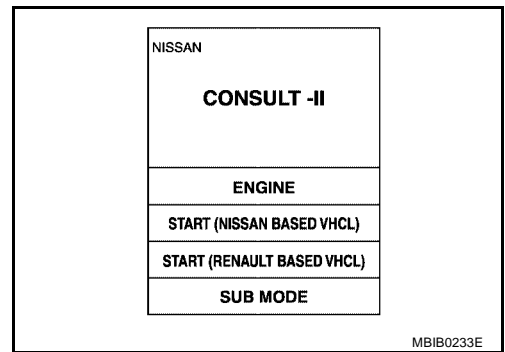 NISSAN
CONSULT -II
ENGINE
START (NISSAN BASED VHCL)
START (RENAULT BASED VHCL)
SUB MODE
MBIB0233E